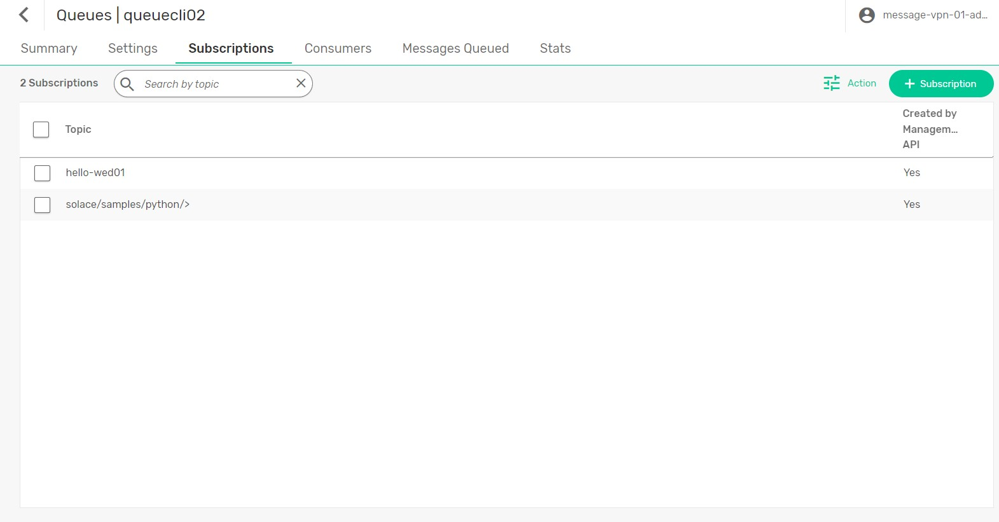 Queues | queuecli02
message-vpn-01-ad...
Summary
Settings
Subscriptions
Consumers
Messages Queued
Stats
2 Subscriptions
Search by topic
Action
+ Subscription
Topic
Created by
Managem...
API
hello-wed01
Yes
solace/samples/python/>
Yes